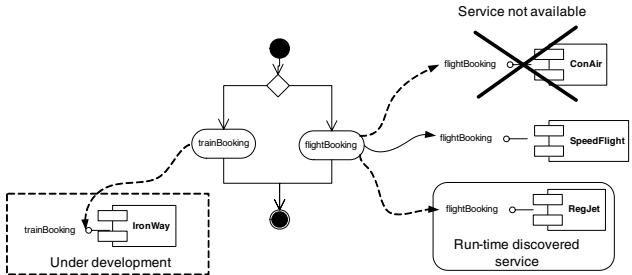 Service not available
flightBooking
ConAir
trainBooking
flightBooking
flightBooking
SpeedFlight
flightBooking
RegJet
Run-time discovered
service
trainBooking
IronWay
Under development